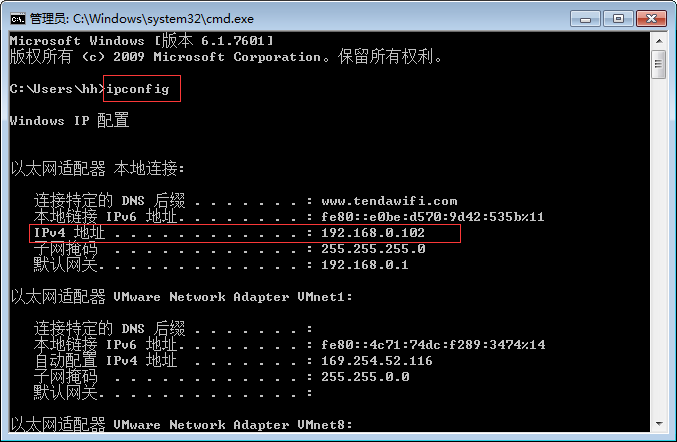 管理员: C:\Windows\system32\cmd.exe
Microsoft Windows [版本 6.1.7601]
版权所有 (c) 2009 Microsoft Corporation。保留所有权利。
C:\Users\hh>ipconfig
Windows IP 配置
以太网适配器 本地连接:
连接特定的 DNS 后缀 . . . . . . . : www.tendawifi.com
本地链接 IPv6 地址. . . . . . . . : fe80::e0be:d570:9d42:535b%11
IPv4 地址 . . . . . . . . . . . . : 192.168.0.102
子网掩码 . . . . . . . . . . . . : 255.255.255.0
默认网关. . . . . . . . . . . . . : 192.168.0.1
以太网适配器 VMware Network Adapter VMnet1:
连接特定的 DNS 后缀 . . . . . . . :
本地链接 IPv6 地址. . . . . . . . : fe80::4c71:74dc:f289:3474%14
自动配置 IPv4 地址 . . . . . . . : 169.254.52.116
子网掩码 . . . . . . . . . . . . : 255.255.0.0
默认网关. . . . . . . . . . . . . :
以太网适配器 VMware Network Adapter VMnet8: